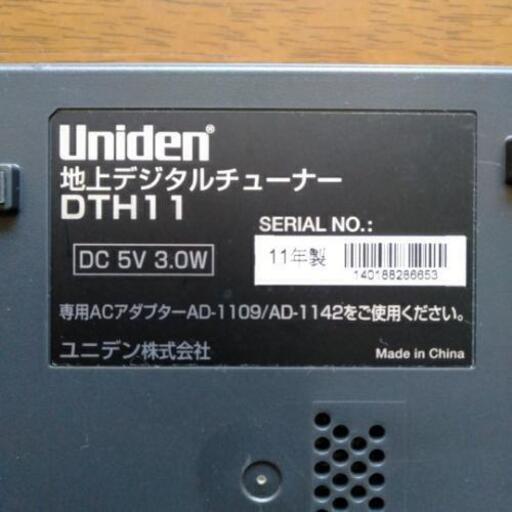 Uniden®
地上デジタルチューナー
DTH11
SERIAL NO.:
DC 5V 3.0W
11年製
140188286653
専用ACアダプターAD-1109/AD-1142をご使用ください。
ユニデン株式会社
Made in China